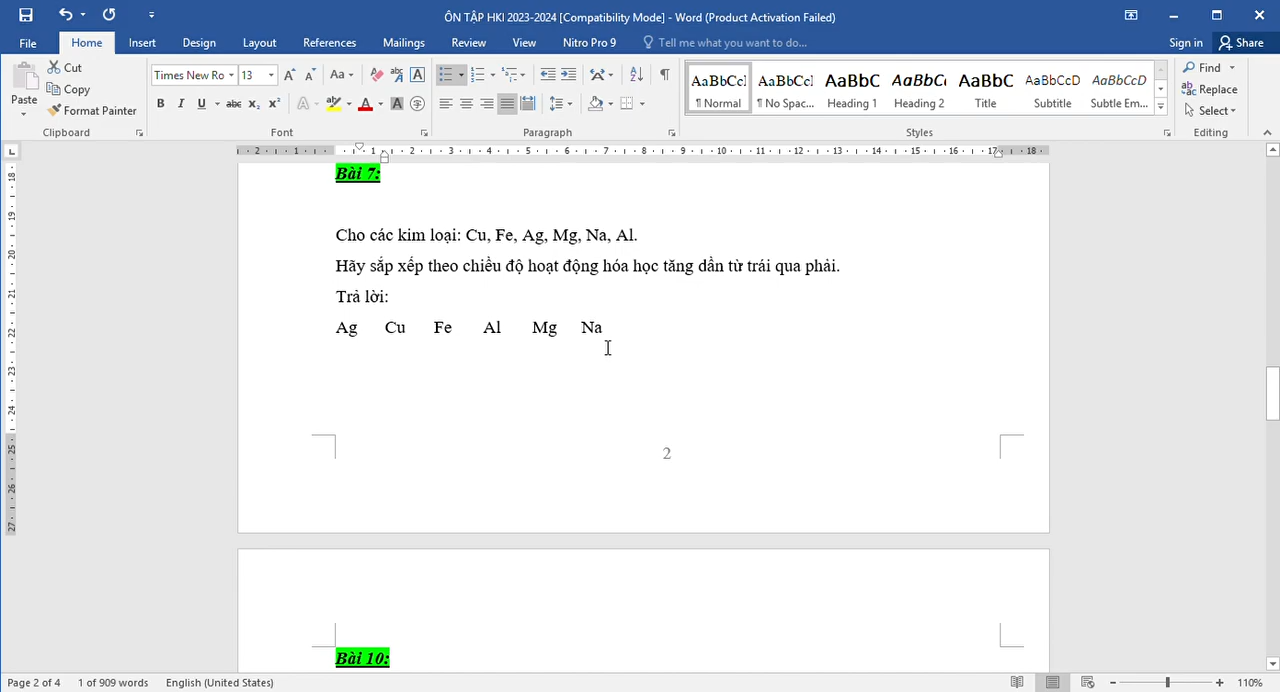 ÔN TẬP HKI 2023-2024 [Compatibility Mode] - Word (Product Activation Failed)
File Home Insert Design Layout References Mailings Review View Nitro Pro 9 Tell me what you want to do... Sign in Share
Paste Cut Copy Format Painter
Times New Ro 13
AaBbCcI AaBbCcI AaBbC AaBbC AaBbC AaBbCcD AaBbCcD
¶ Normal ¶ No Spac... Heading 1 Heading 2 Title Subtitle Subtle Em...
Find Replace Select
Clipboard Font Paragraph Styles Editing
Bài 7:
Cho các kim loại: Cu, Fe, Ag, Mg, Na, Al.
Hãy sắp xếp theo chiều độ hoạt động hóa học tăng dần từ trái qua phải.
Trả lời:
Ag Cu Fe Al Mg Na
2
Bài 10:
Page 2 of 4 1 of 909 words English (United States) 110%